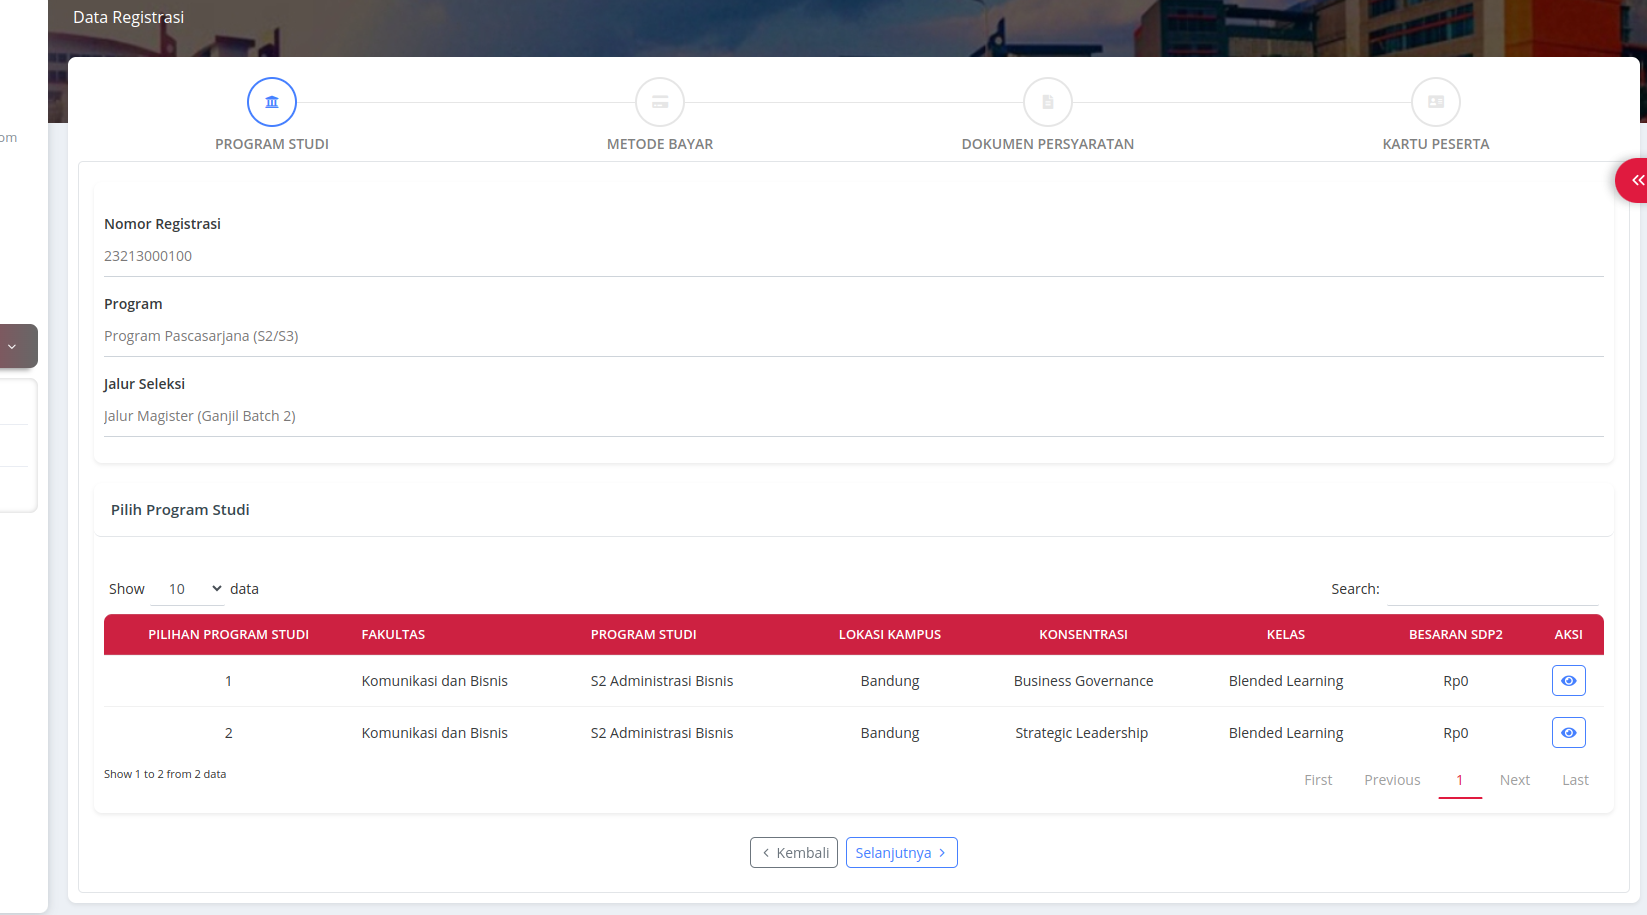 Data Registrasi
om
PROGRAM STUDI
METODE BAYAR
DOKUMEN PERSYARATAN
KARTU PESERTA
Nomor Registrasi
23213000100
Program
Program Pascasarjana (S2/S3)
Jalur Seleksi
Jalur Magister (Ganjil Batch 2)
Pilih Program Studi
Show 10 data Search:
PILIHAN PROGRAM STUDI FAKULTAS PROGRAM STUDI LOKASI KAMPUS KONSENTRASI KELAS BESARAN SDP2 AKSI
1 Komunikasi dan Bisnis S2 Administrasi Bisnis Bandung Business Governance Blended Learning Rp0
2 Komunikasi dan Bisnis S2 Administrasi Bisnis Bandung Strategic Leadership Blended Learning Rp0
Show 1 to 2 from 2 data
First Previous 1 Next Last
Kembali Selanjutnya